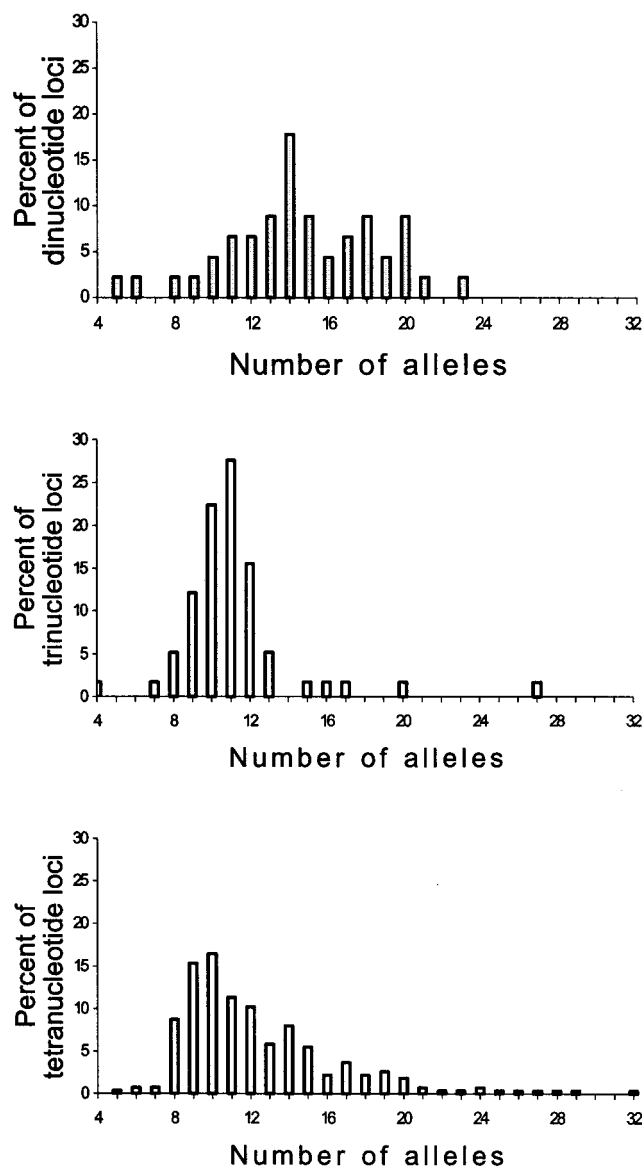 Percent of
dinucleotide loci
30
25
20
15
10
5
0
4 8 12 16 20 24 28 32
Number of alleles
Percent of
trinucleotide loci
30
25
20
15
10
5
0
4 8 12 16 20 24 28 32
Number of alleles
Percent of
tetranucleotide loci
30
25
20
15
10
5
0
4 8 12 16 20 24 28 32
Number of alleles